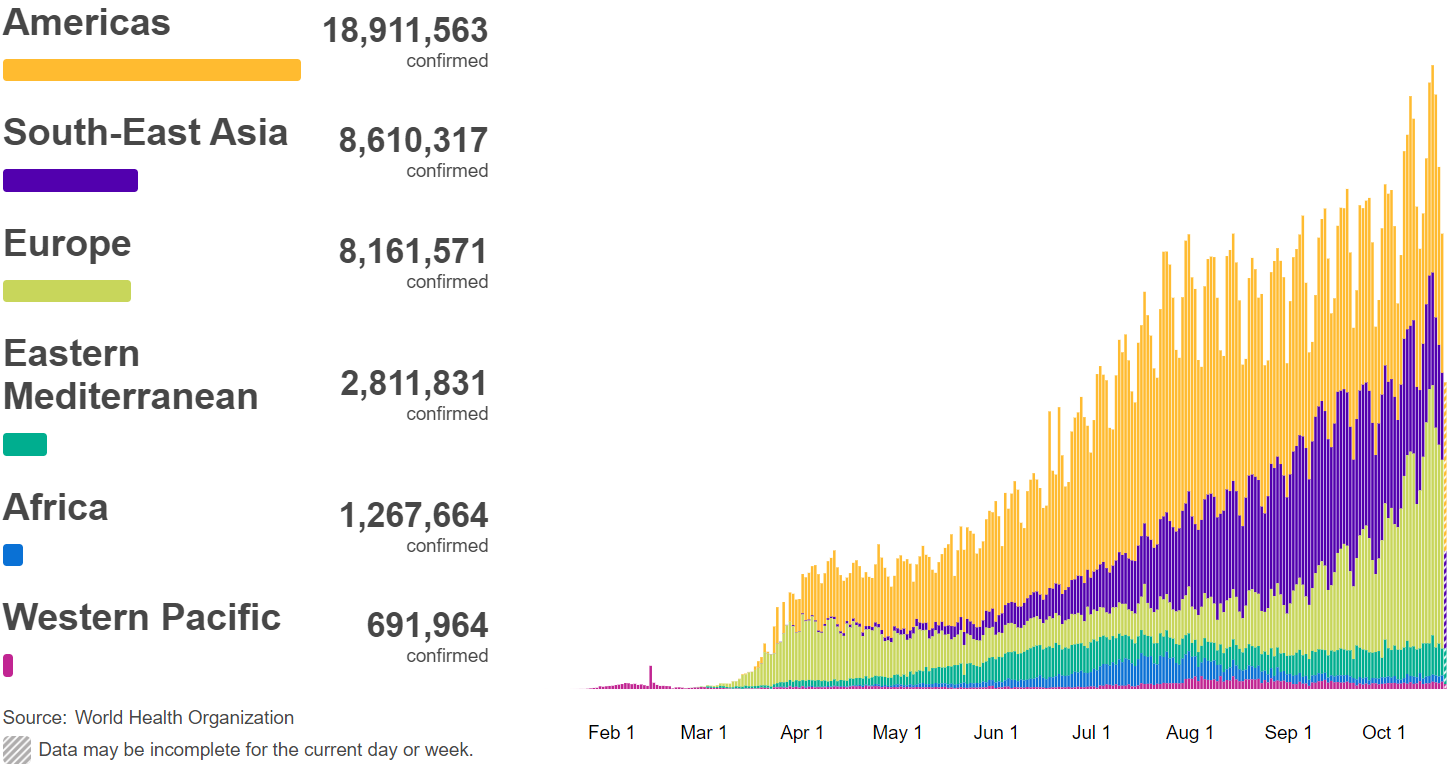 Americas
18,911,563
confirmed
South-East Asia
8,610,317
confirmed
Europe
8,161,571
confirmed
Eastern
Mediterranean
2,811,831
confirmed
Africa
1,267,664
confirmed
Western Pacific
691,964
confirmed
Source: World Health Organization
Data may be incomplete for the current day or week.
Feb 1 Mar 1 Apr 1 May 1 Jun 1 Jul 1 Aug 1 Sep 1 Oct 1